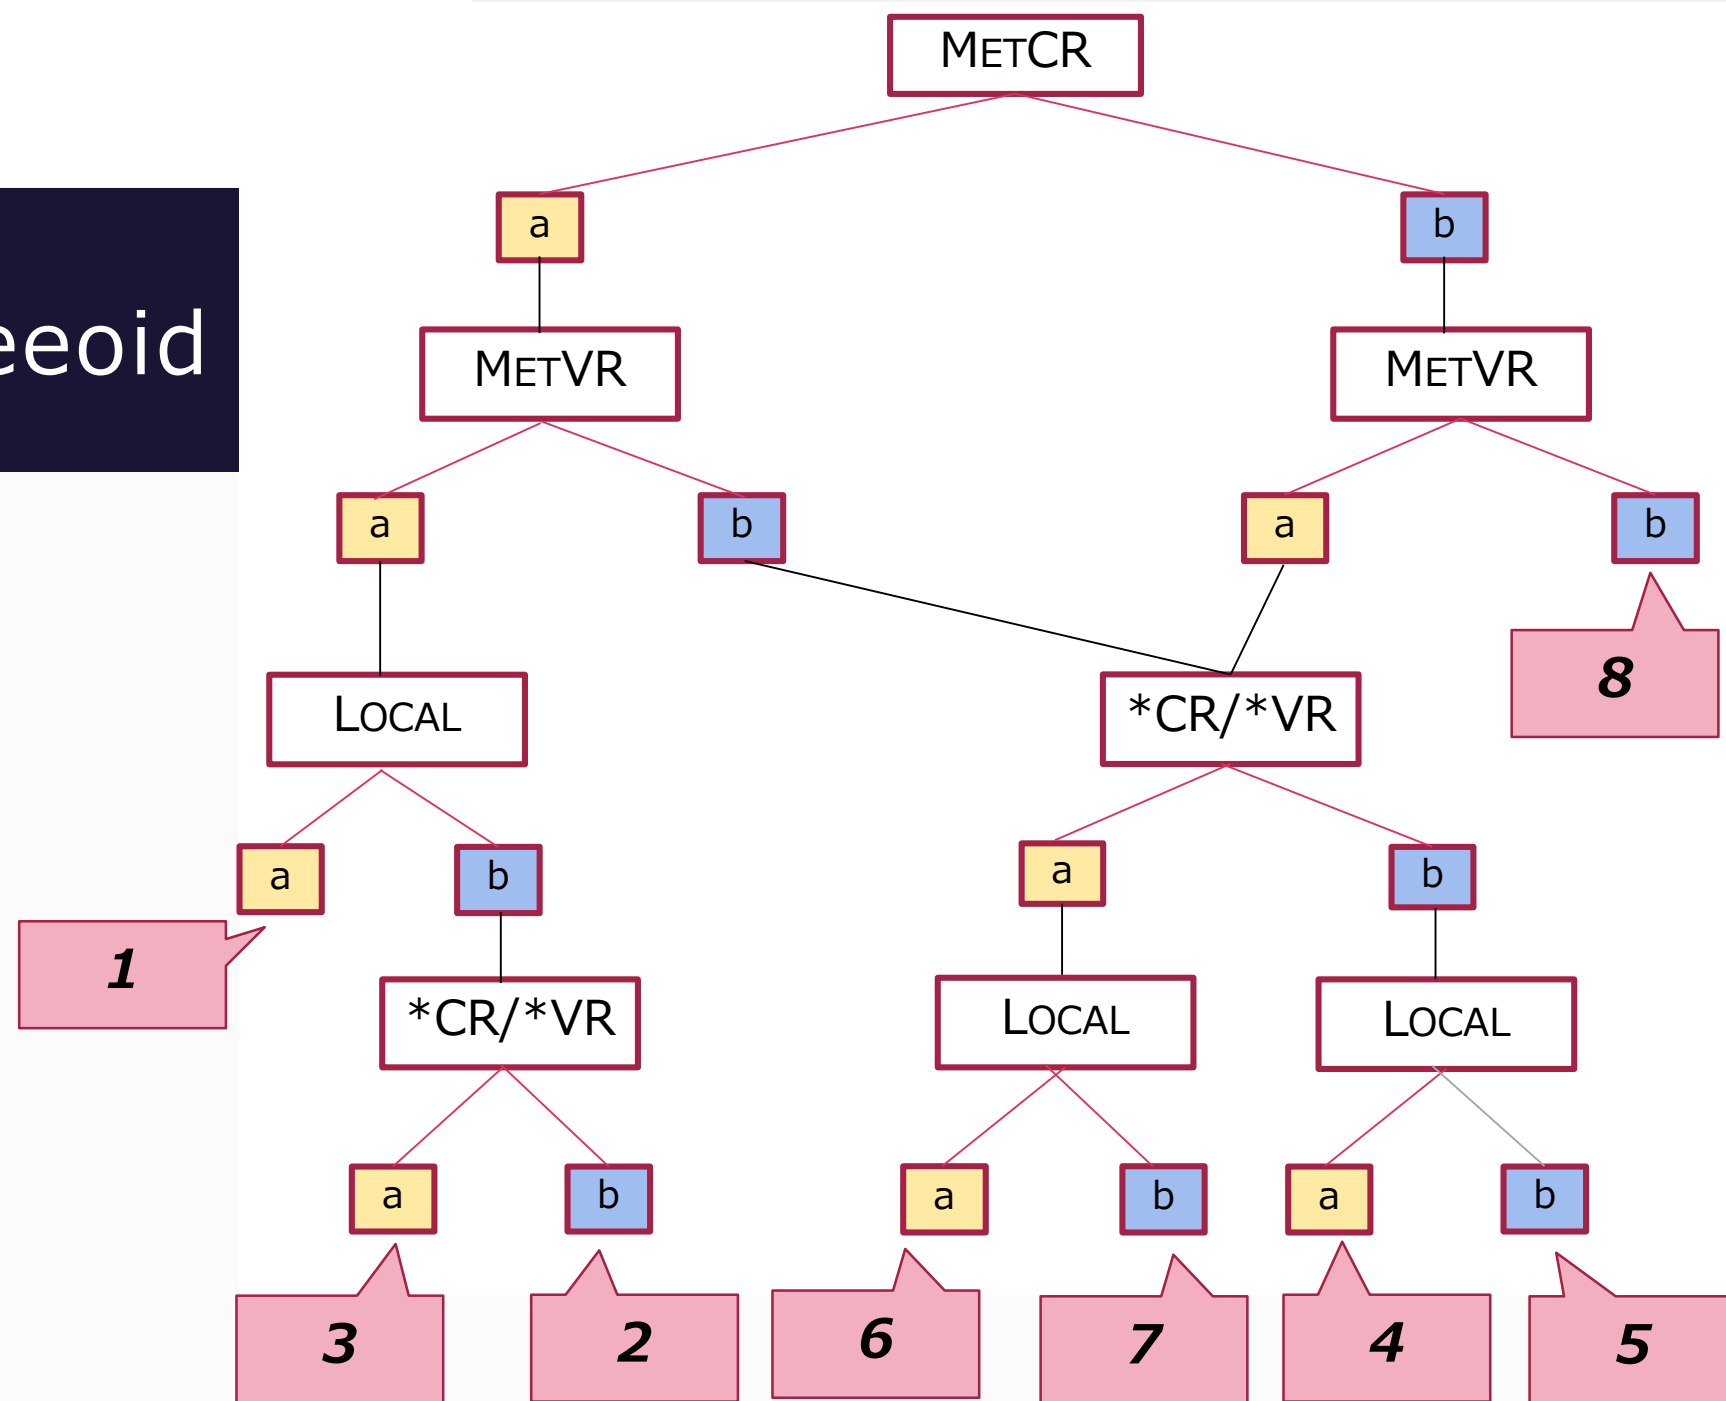 METCR
a b
eeoid
METVR METVR
a b a b
LOCAL *CR/*VR 8
a b a b
1
*CR/*VR LOCAL LOCAL
a b a b a b
3 2 6 7 4 5